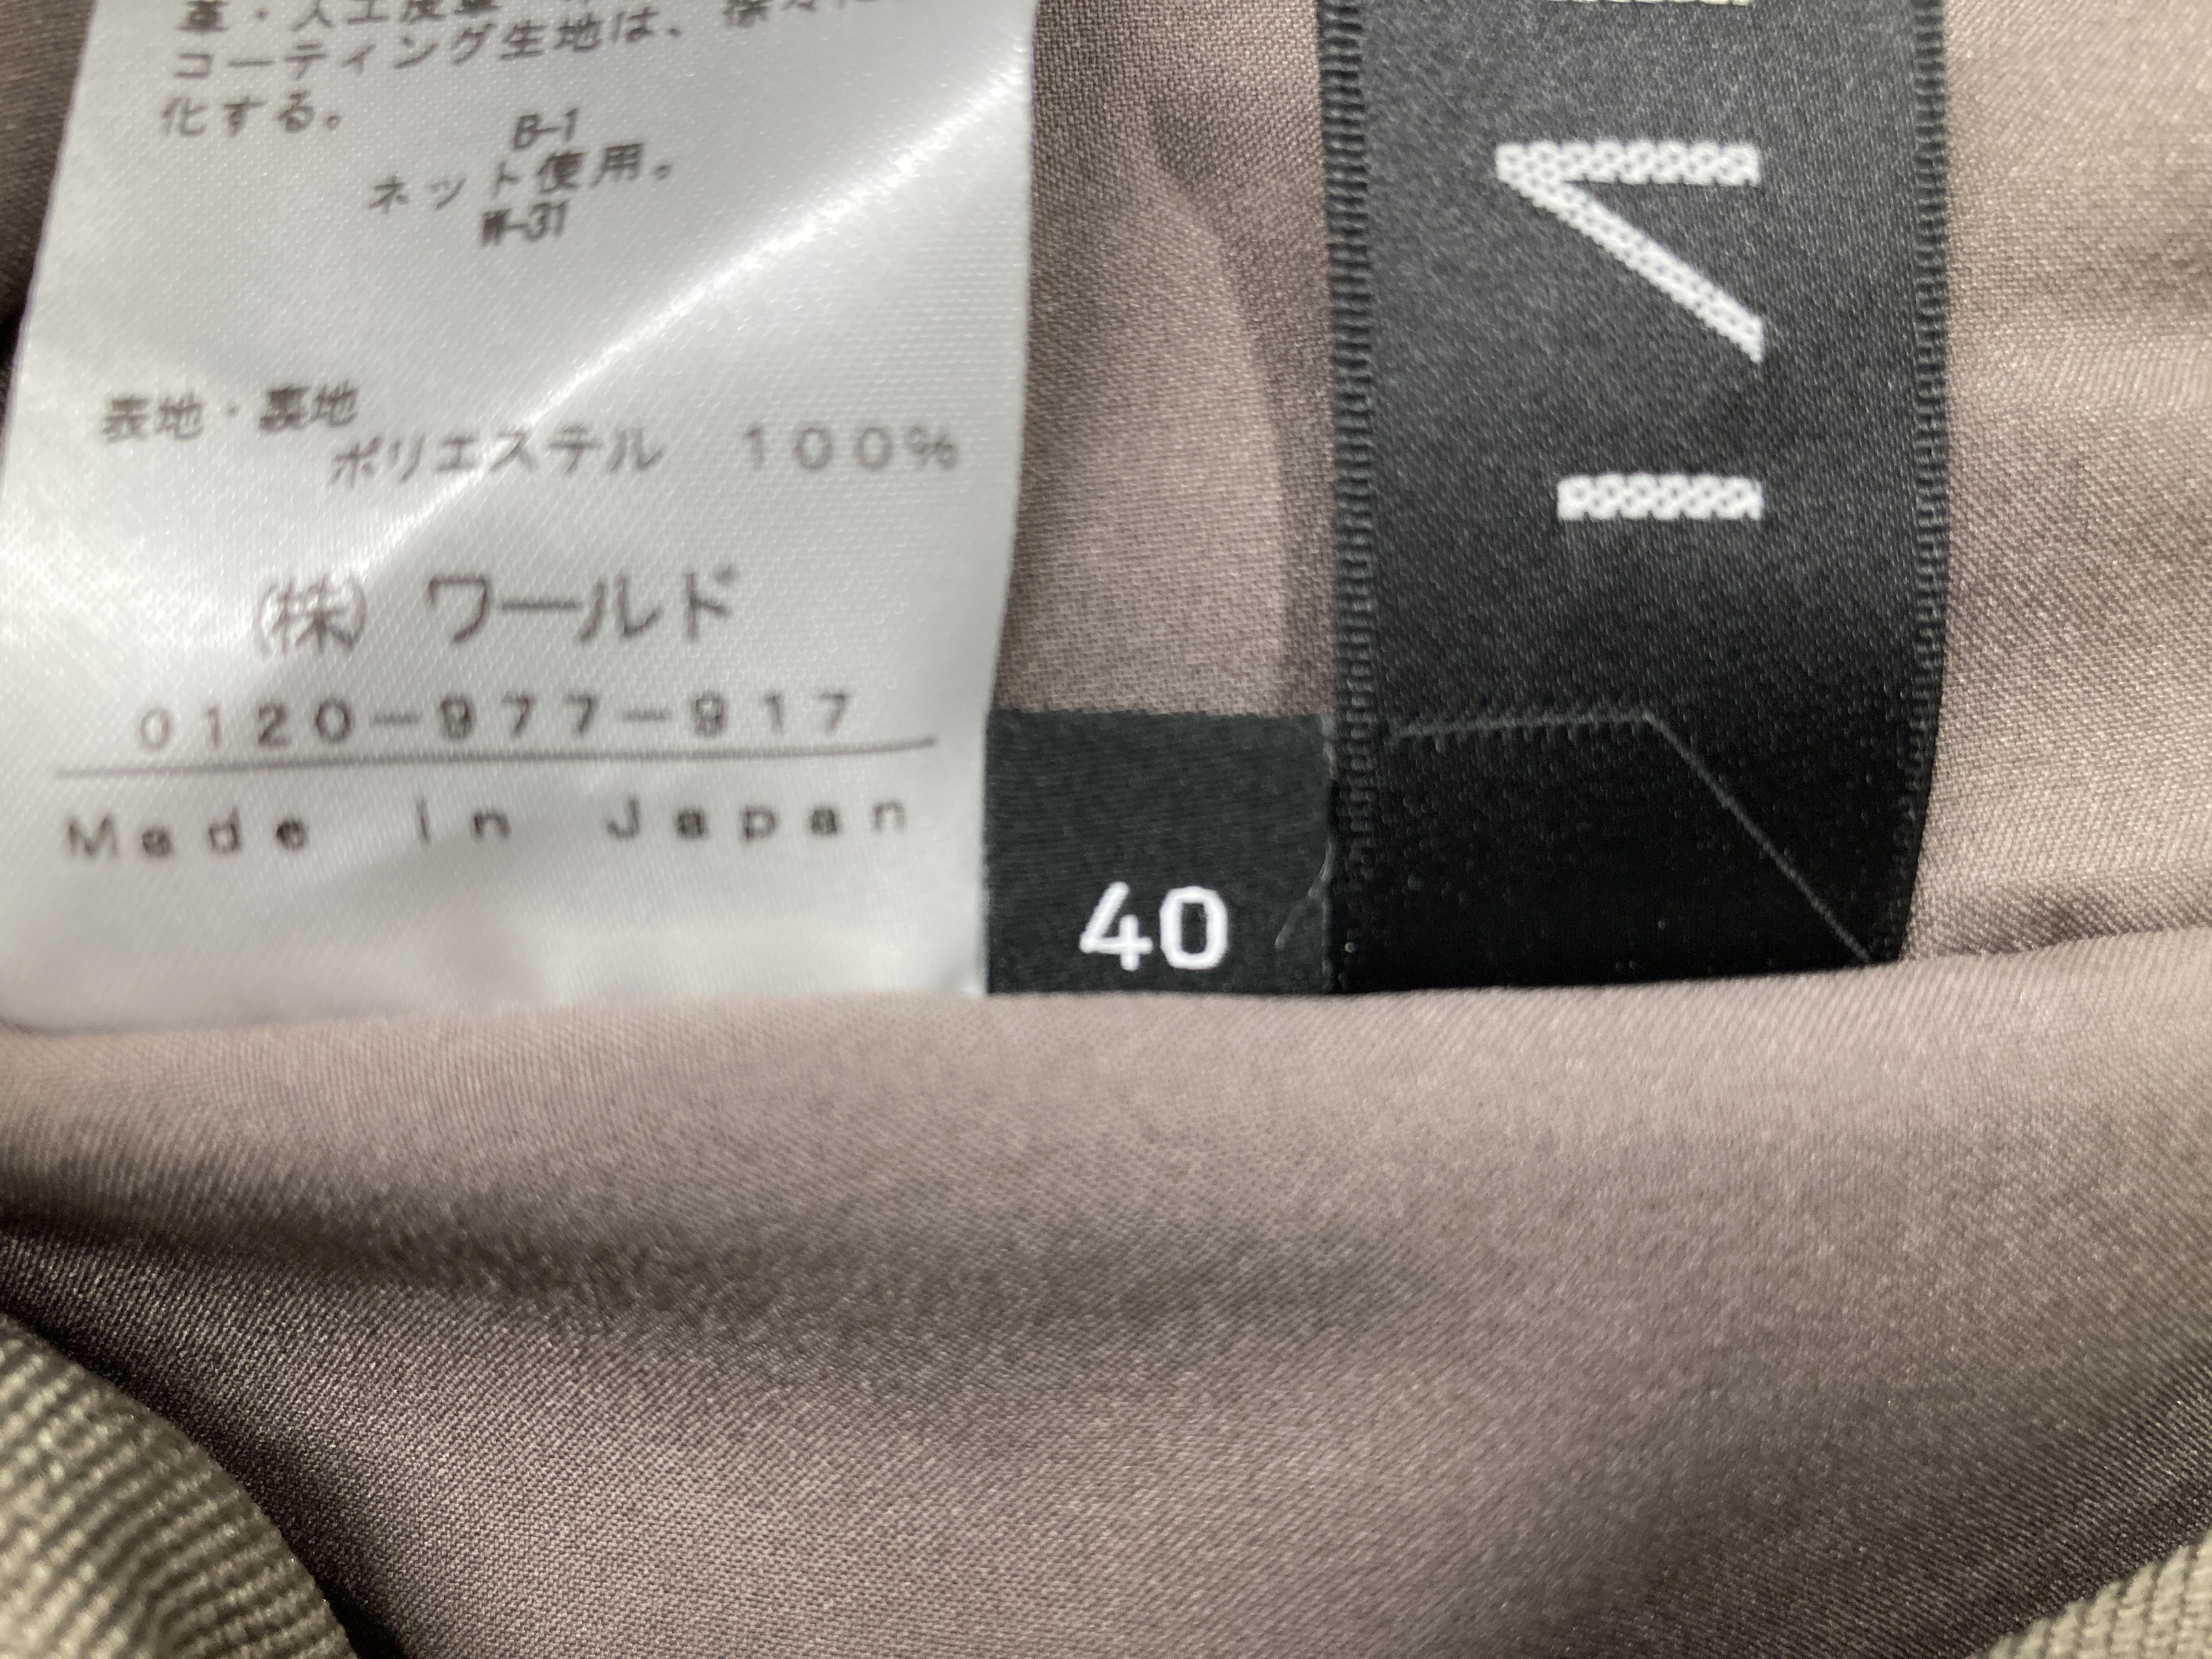 コーティング生地は、
化する。
B-1
ネット使用。
W-31
表地・裏地
ポリエステル 100%
(株) ワールド
0120-977-917
Made in Japan
40